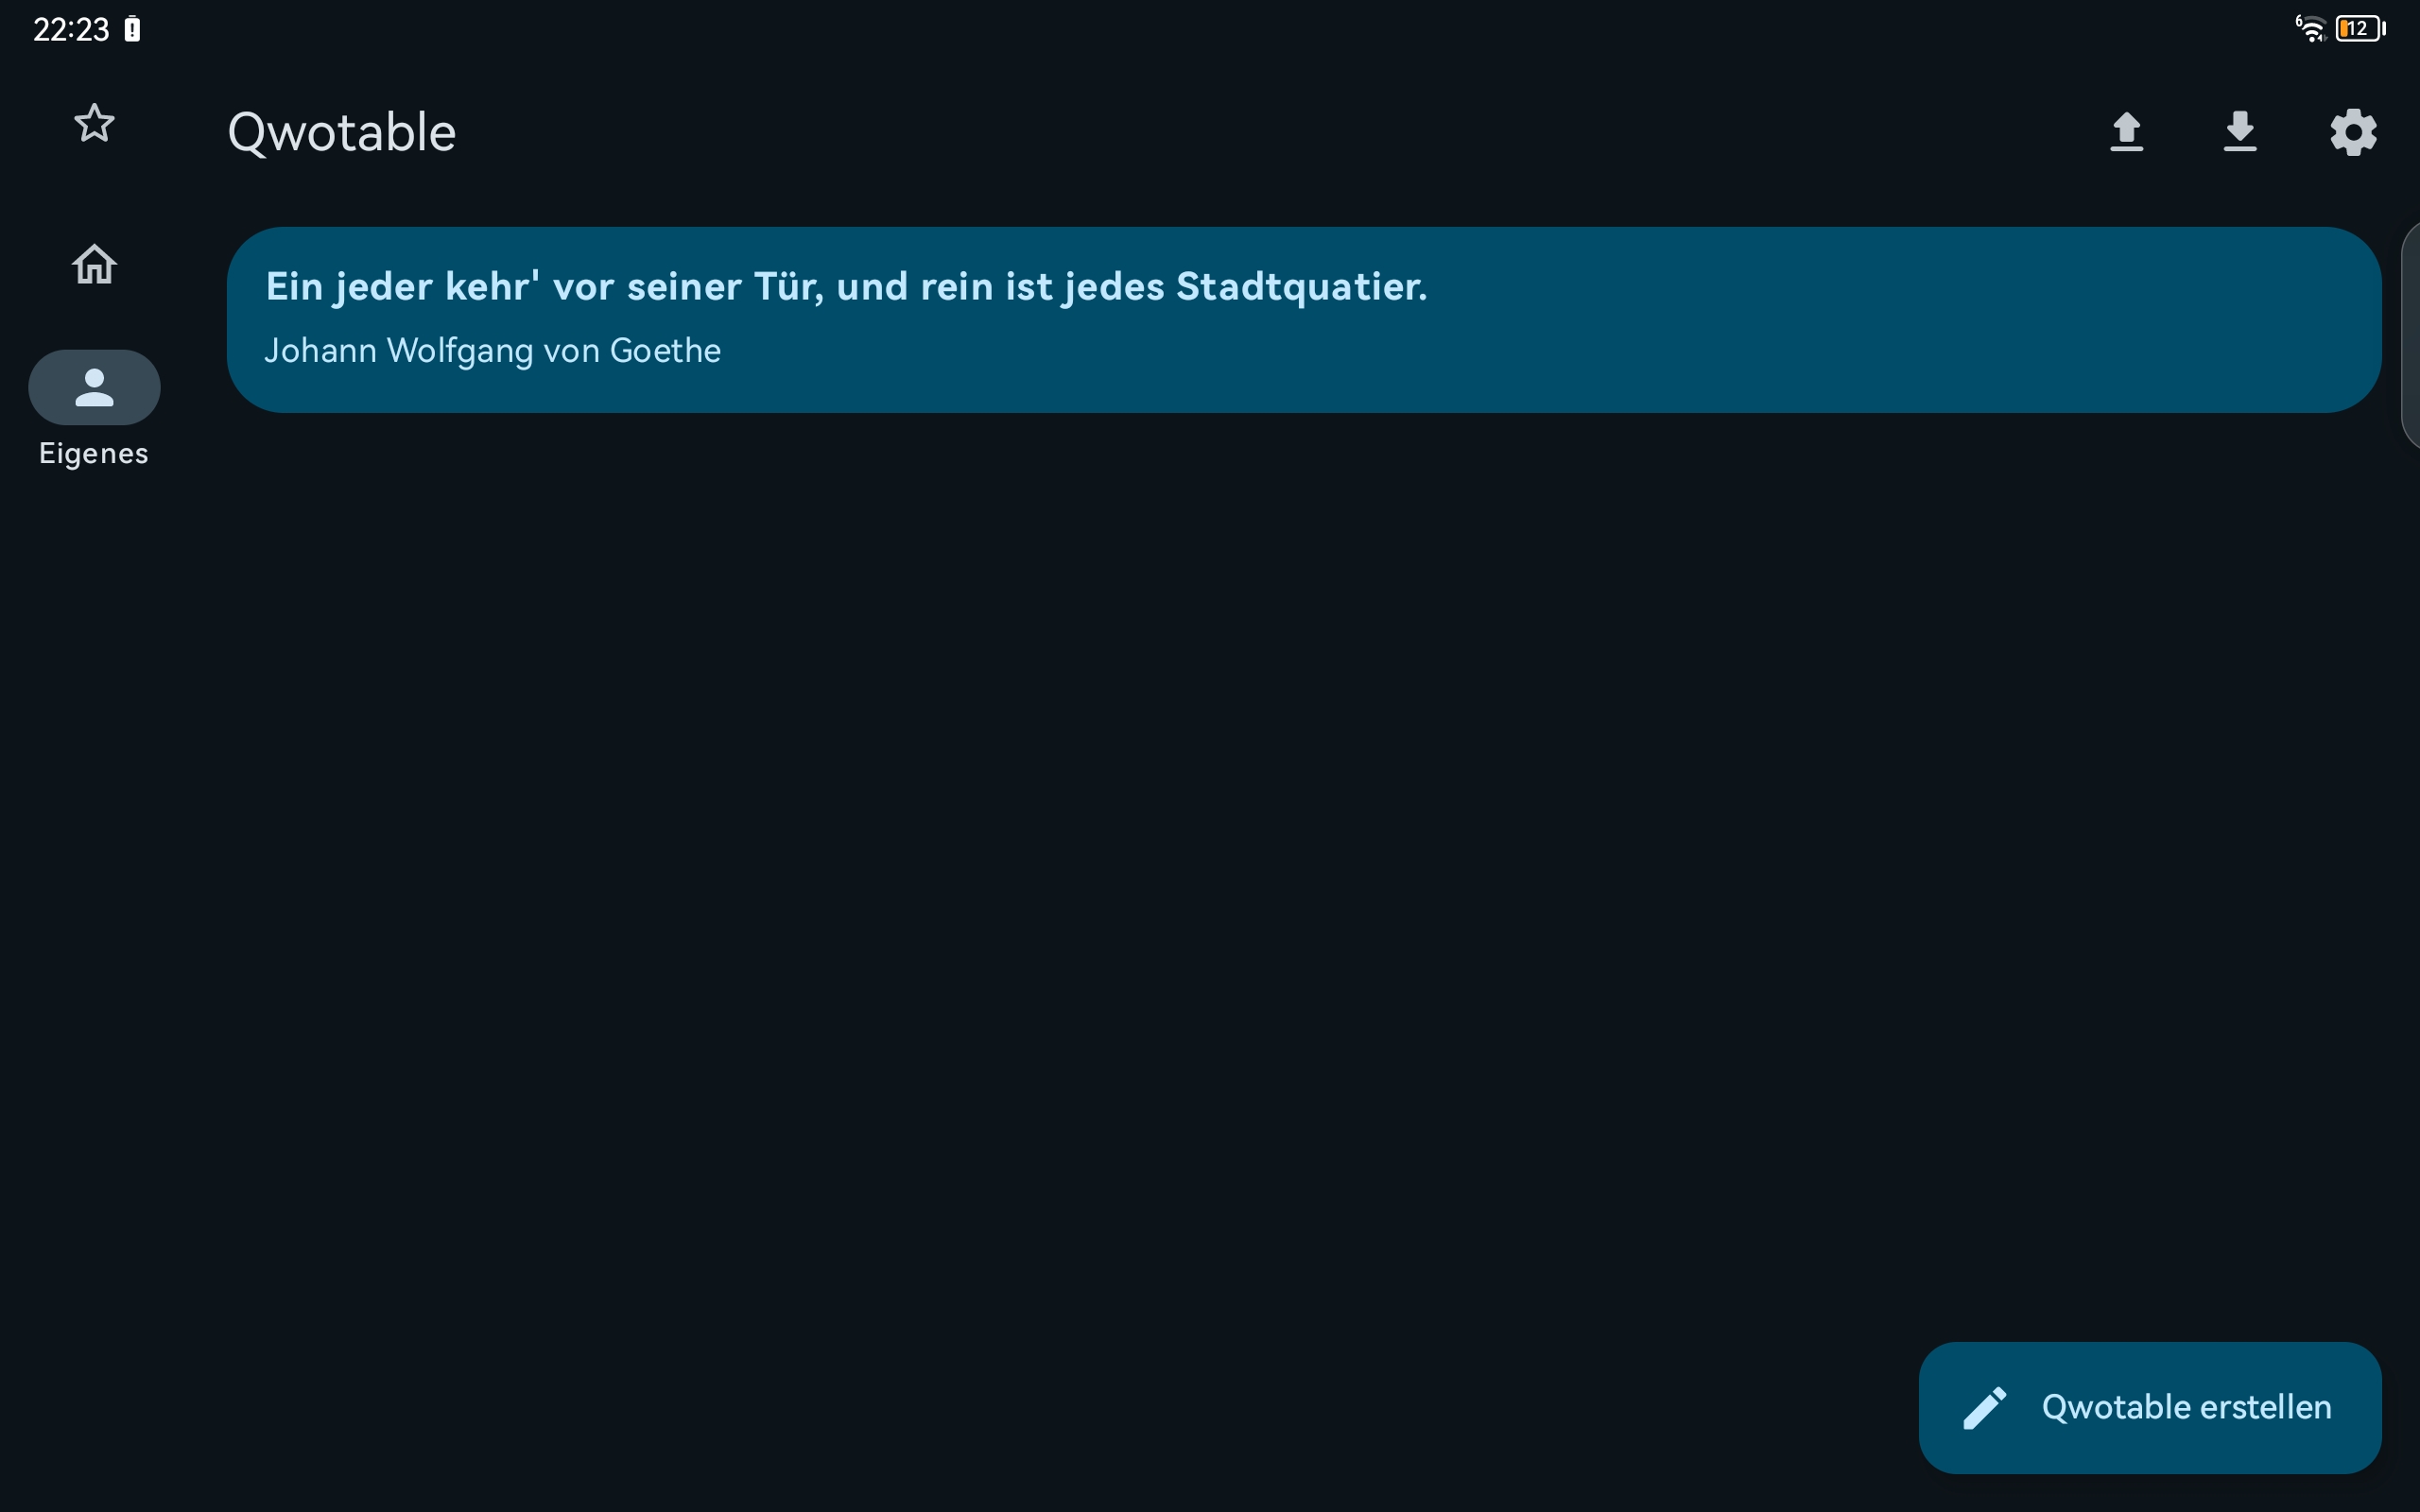 22:23
6
12
Qwotable
Ein jeder kehr' vor seiner Tür, und rein ist jedes Stadtquatier.
Johann Wolfgang von Goethe
Eigenes
Qwotable erstellen